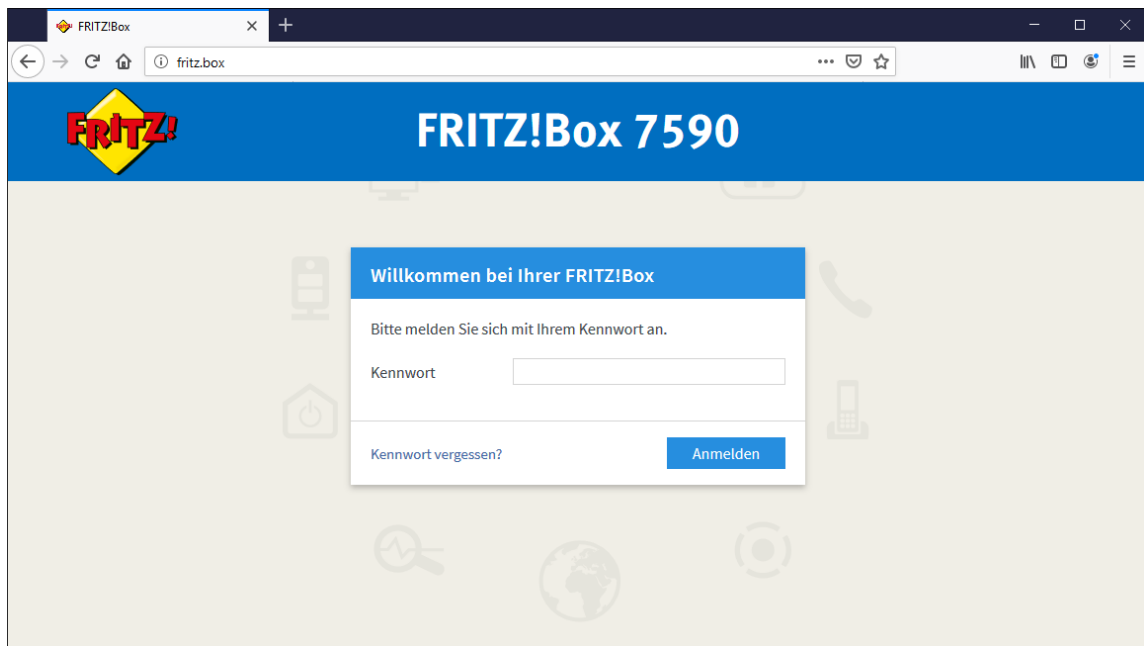 FRITZ!Box
fritz.box
FRITZ!
FRITZ!Box 7590
Willkommen bei Ihrer FRITZ!Box
Bitte melden Sie sich mit Ihrem Kennwort an.
Kennwort
Kennwort vergessen?
Anmelden